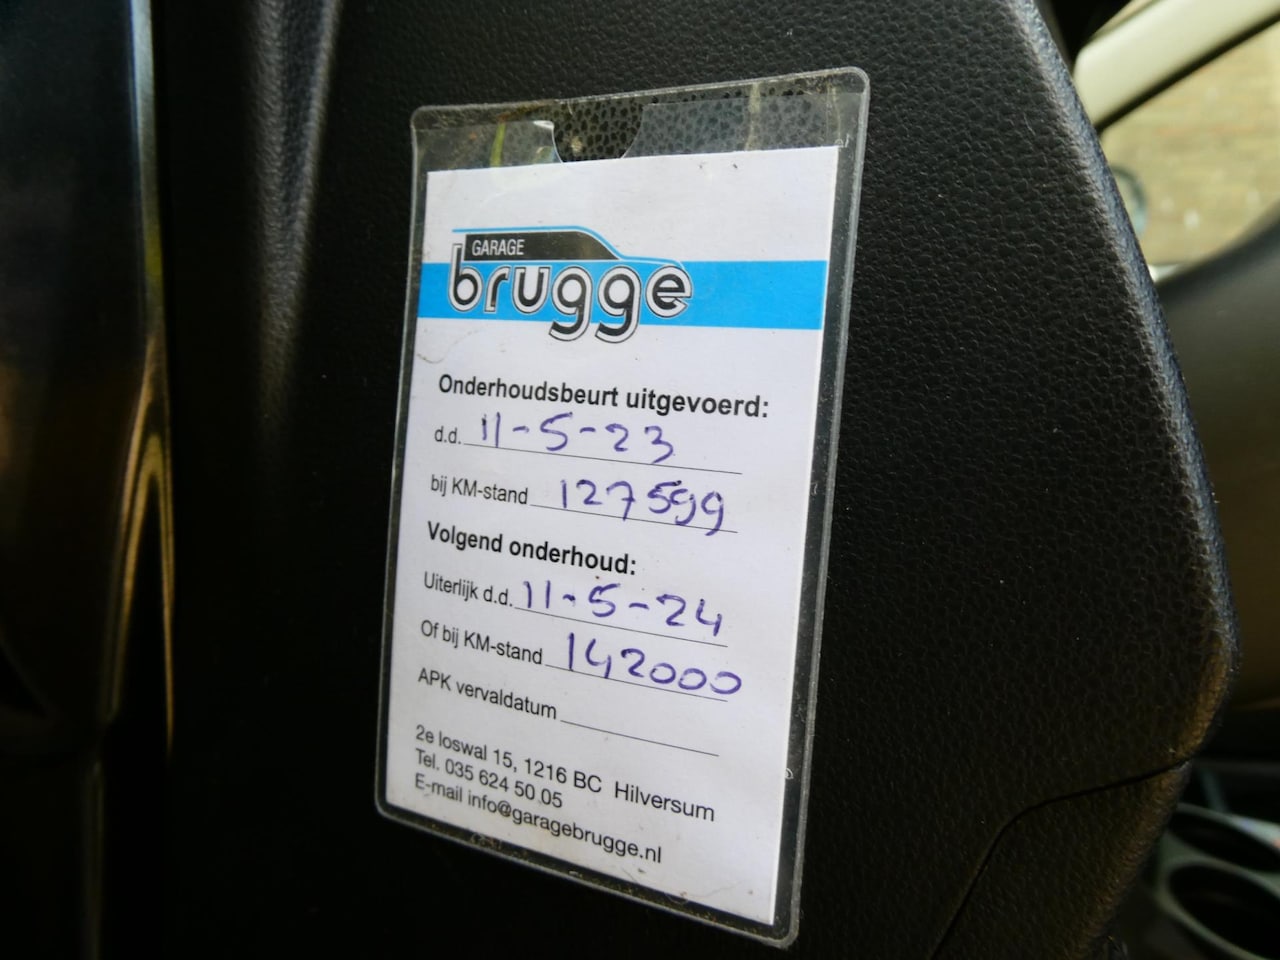 GARAGE
brugge
Onderhoudsbeurt uitgevoerd:
d.d. 11-5-23
bij KM-stand 127599
Volgend onderhoud:
Uiterlijk d.d. 11-5-24
Of bij KM-stand 142000
APK vervaldatum
2e loswal 15, 1216 BC Hilversum
Tel. 035 624 50 05
E-mail info@garagebrugge.nl